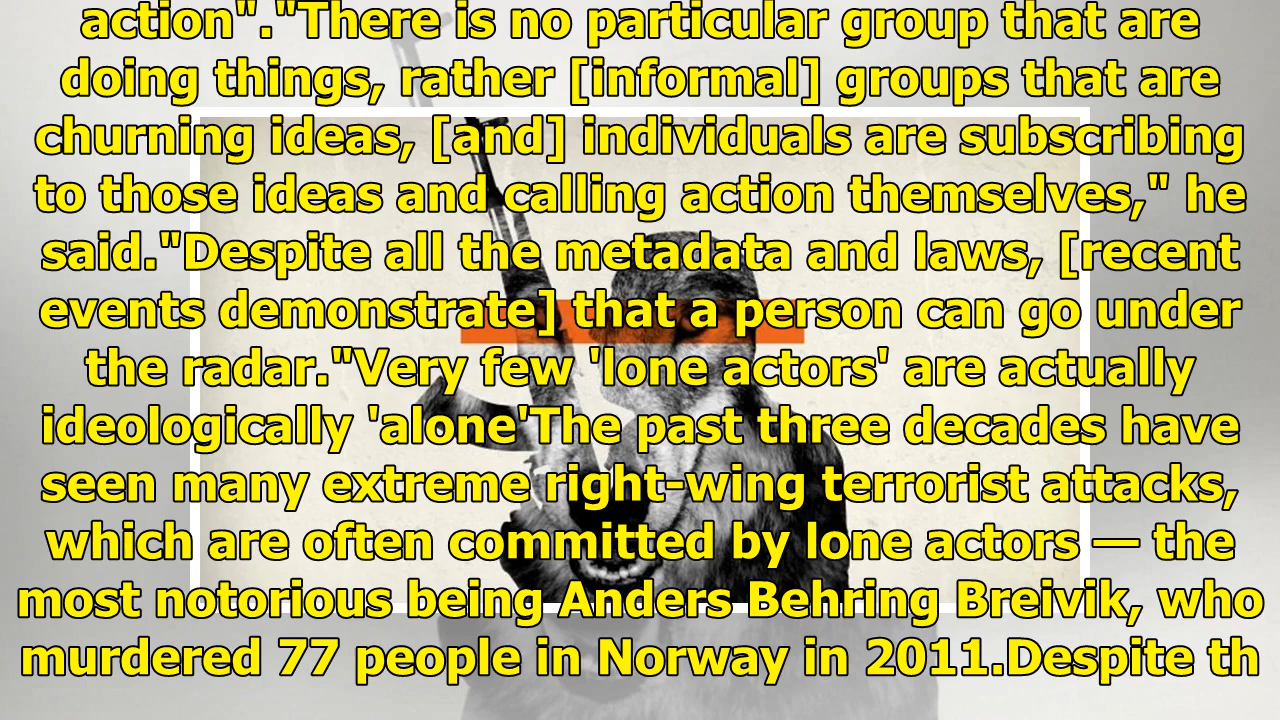 action"."There is no particular group that are
doing things, rather [informal] groups that are
churning ideas, [and] individuals are subscribing
to those ideas and calling action themselves," he
said."Despite all the metadata and laws, [recent
events demonstrate] that a person can go under
the radar."Very few 'lone actors' are actually
ideologically 'alone'The past three decades have
seen many extreme right-wing terrorist attacks,
which are often committed by lone actors — the
most notorious being Anders Behring Breivik, who
murdered 77 people in Norway in 2011.Despite th